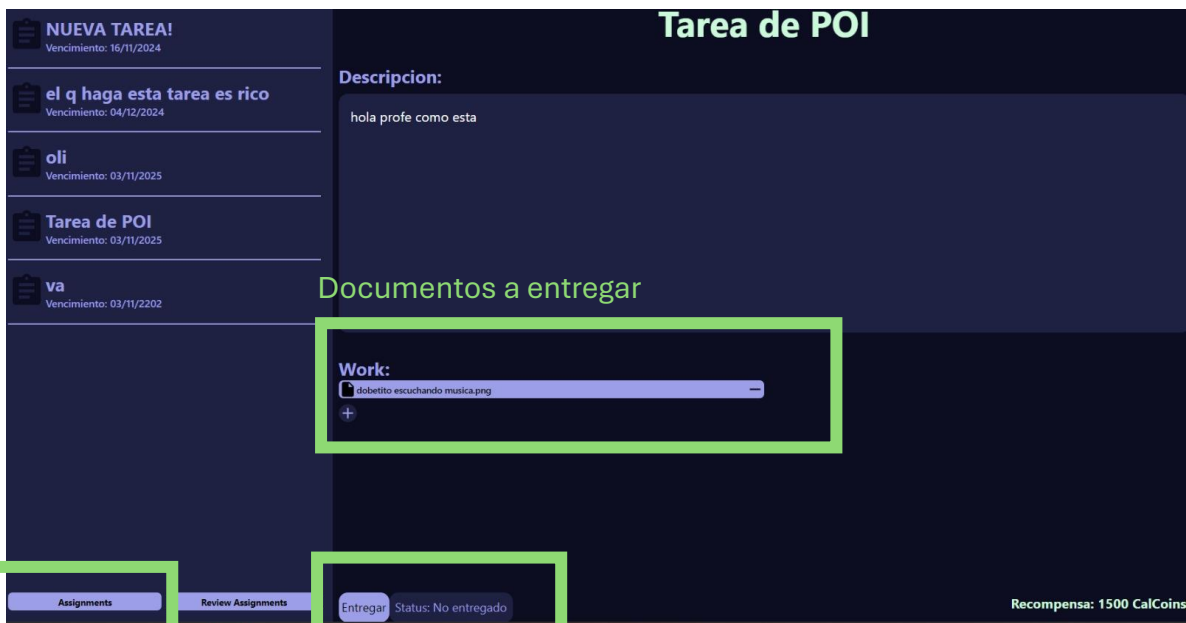 NUEVA TAREA!
Vencimiento: 16/11/2024
el q haga esta tarea es rico
Vencimiento: 04/12/2024
oli
Vencimiento: 03/11/2025
Tarea de POI
Vencimiento: 03/11/2025
va
Vencimiento: 03/11/2202
Assignments
Review Assignments
Tarea de POI
Descripcion:
hola profe como esta
Documentos a entregar
Work:
dobetito escuchando musica.png
Entregar
Status: No entregado
Recompensa: 1500 CalCoins